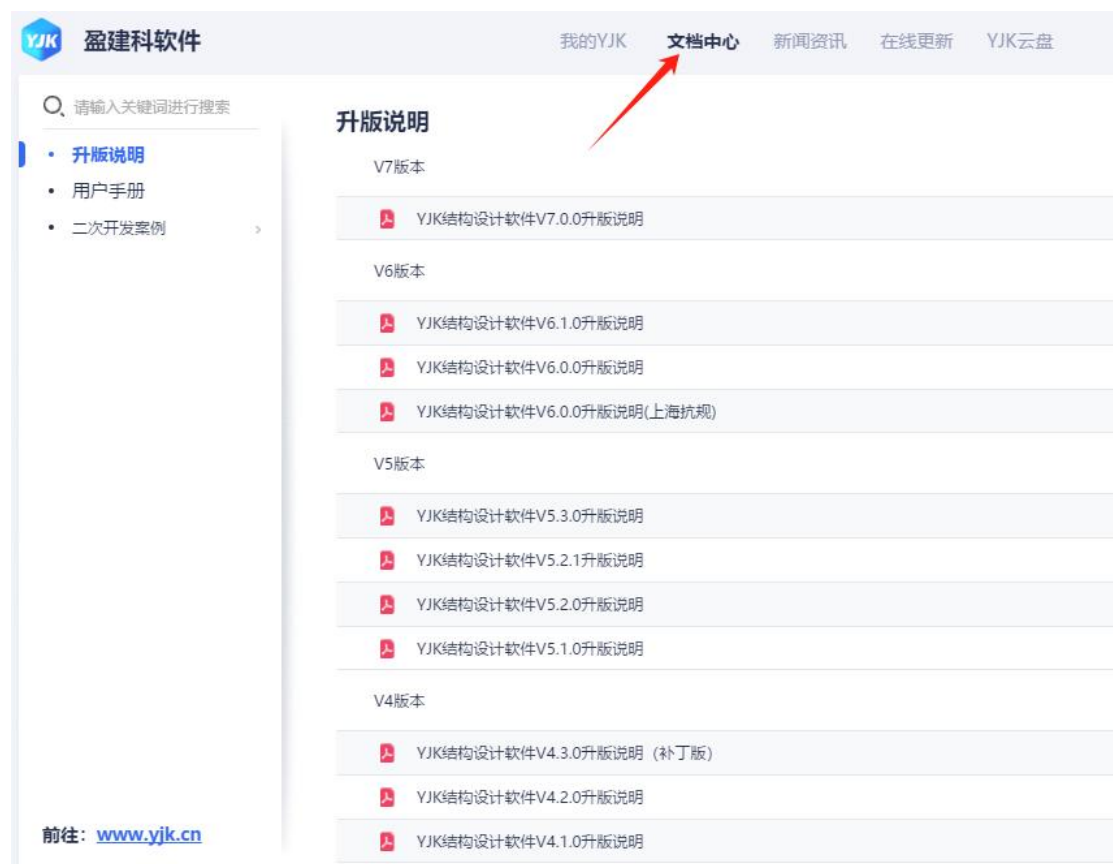 YJK 盈建科软件
我的YJK 文档中心 新闻资讯 在线更新 YJK云盘
请输入关键词进行搜索
升版说明
用户手册
二次开发案例
前往：www.yjk.cn
升版说明
V7版本
YJK结构设计软件V7.0.0升版说明
V6版本
YJK结构设计软件V6.1.0升版说明
YJK结构设计软件V6.0.0升版说明
YJK结构设计软件V6.0.0升版说明(上海抗规)
V5版本
YJK结构设计软件V5.3.0升版说明
YJK结构设计软件V5.2.1升版说明
YJK结构设计软件V5.2.0升版说明
YJK结构设计软件V5.1.0升版说明
V4版本
YJK结构设计软件V4.3.0升版说明（补丁版）
YJK结构设计软件V4.2.0升版说明
YJK结构设计软件V4.1.0升版说明